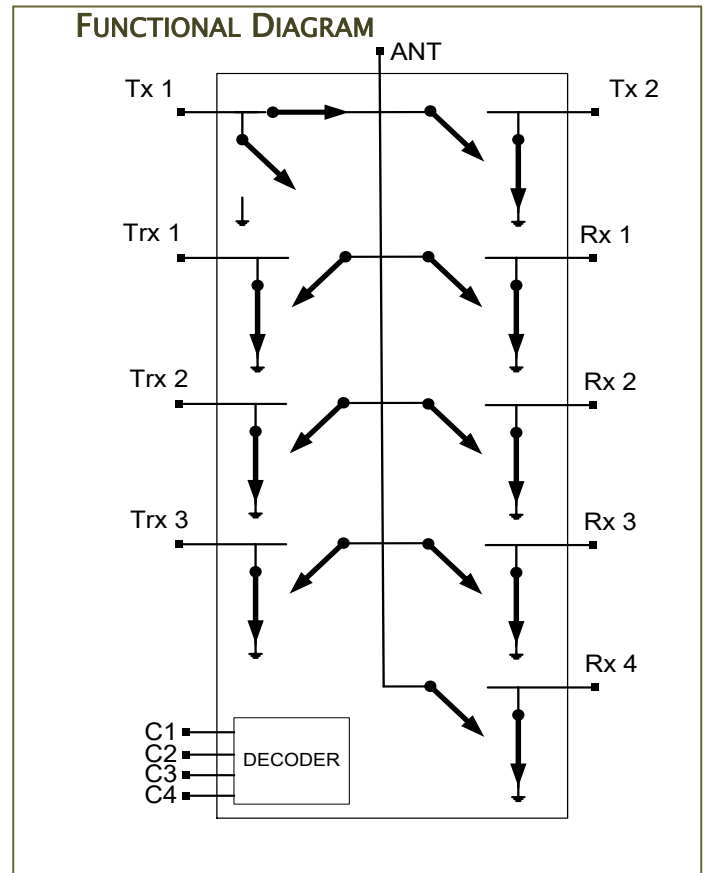 FUNCTIONAL DIAGRAM
ANT
Tx 1
Tx 2
Trx 1
Rx 1
Trx 2
Rx 2
Trx 3
Rx 3
Rx 4
C1
C2
C3
C4
DECODER